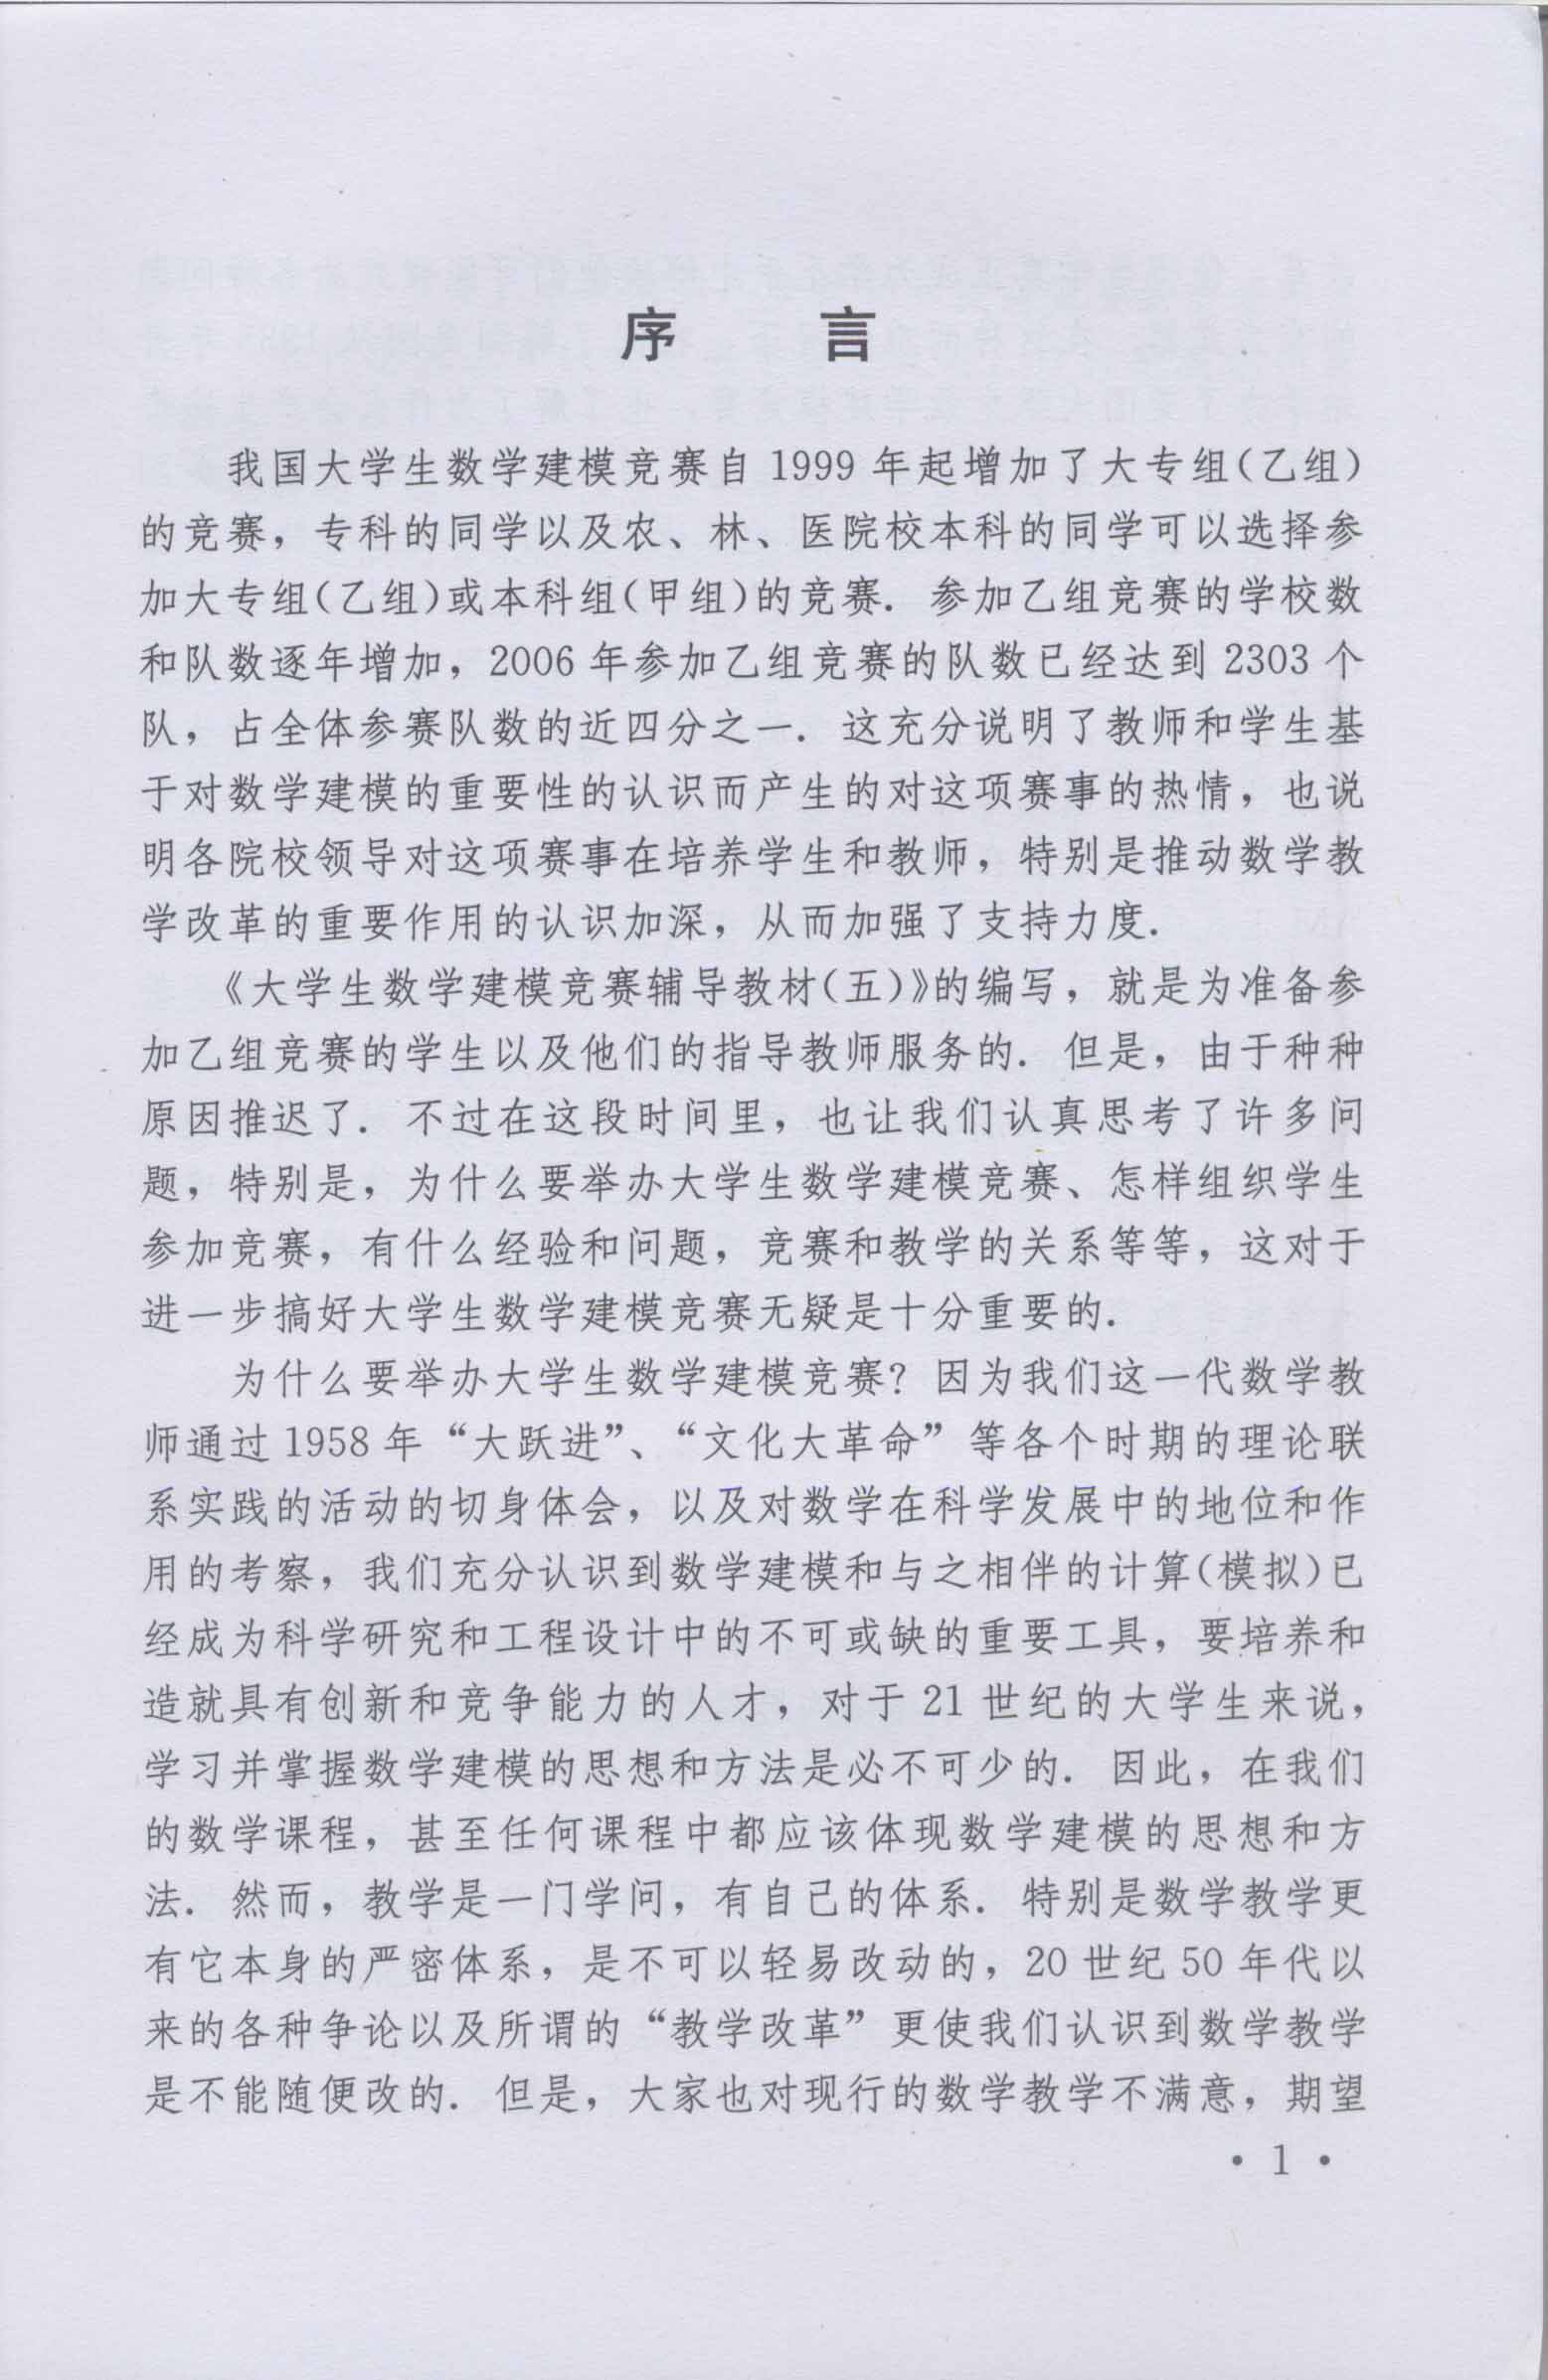 序 言
我国大学生数学建模竞赛自 1999 年起增加了大专组(乙组)
的竞赛，专科的同学以及农、林、医院校本科的同学可以选择参
加大专组(乙组)或本科组(甲组)的竞赛．参加乙组竞赛的学校数
和队数逐年增加，2006 年参加乙组竞赛的队数已经达到 2303 个
队，占全体参赛队数的近四分之一．这充分说明了教师和学生基
于对数学建模的重要性的认识而产生的对这项赛事的热情，也说
明各院校领导对这项赛事在培养学生和教师，特别是推动数学教
学改革的重要作用的认识加深，从而加强了支持力度．
《大学生数学建模竞赛辅导教材(五)》的编写，就是为准备参
加乙组竞赛的学生以及他们的指导教师服务的．但是，由于种种
原因推迟了．不过在这段时间里，也让我们认真思考了许多问
题，特别是，为什么要举办大学生数学建模竞赛、怎样组织学生
参加竞赛，有什么经验和问题，竞赛和教学的关系等等，这对于
进一步搞好大学生数学建模竞赛无疑是十分重要的．
为什么要举办大学生数学建模竞赛？因为我们这一代数学教
师通过 1958 年“大跃进”、“文化大革命”等各个时期的理论联
系实践的活动的切身体会，以及对数学在科学发展中的地位和作
用的考察，我们充分认识到数学建模和与之相伴的计算(模拟)已
经成为科学研究和工程设计中的不可或缺的重要工具，要培养和
造就具有创新和竞争能力的人才，对于 21 世纪的大学生来说，
学习并掌握数学建模的思想和方法是必不可少的．因此，在我们
的数学课程，甚至任何课程中都应该体现数学建模的思想和方
法．然而，教学是一门学问，有自己的体系．特别是数学教学更
有它本身的严密体系，是不可以轻易改动的，20 世纪 50 年代以
来的各种争论以及所谓的“教学改革”更使我们认识到数学教学
是不能随便改的．但是，大家也对现行的数学教学不满意，期望
• 1 •